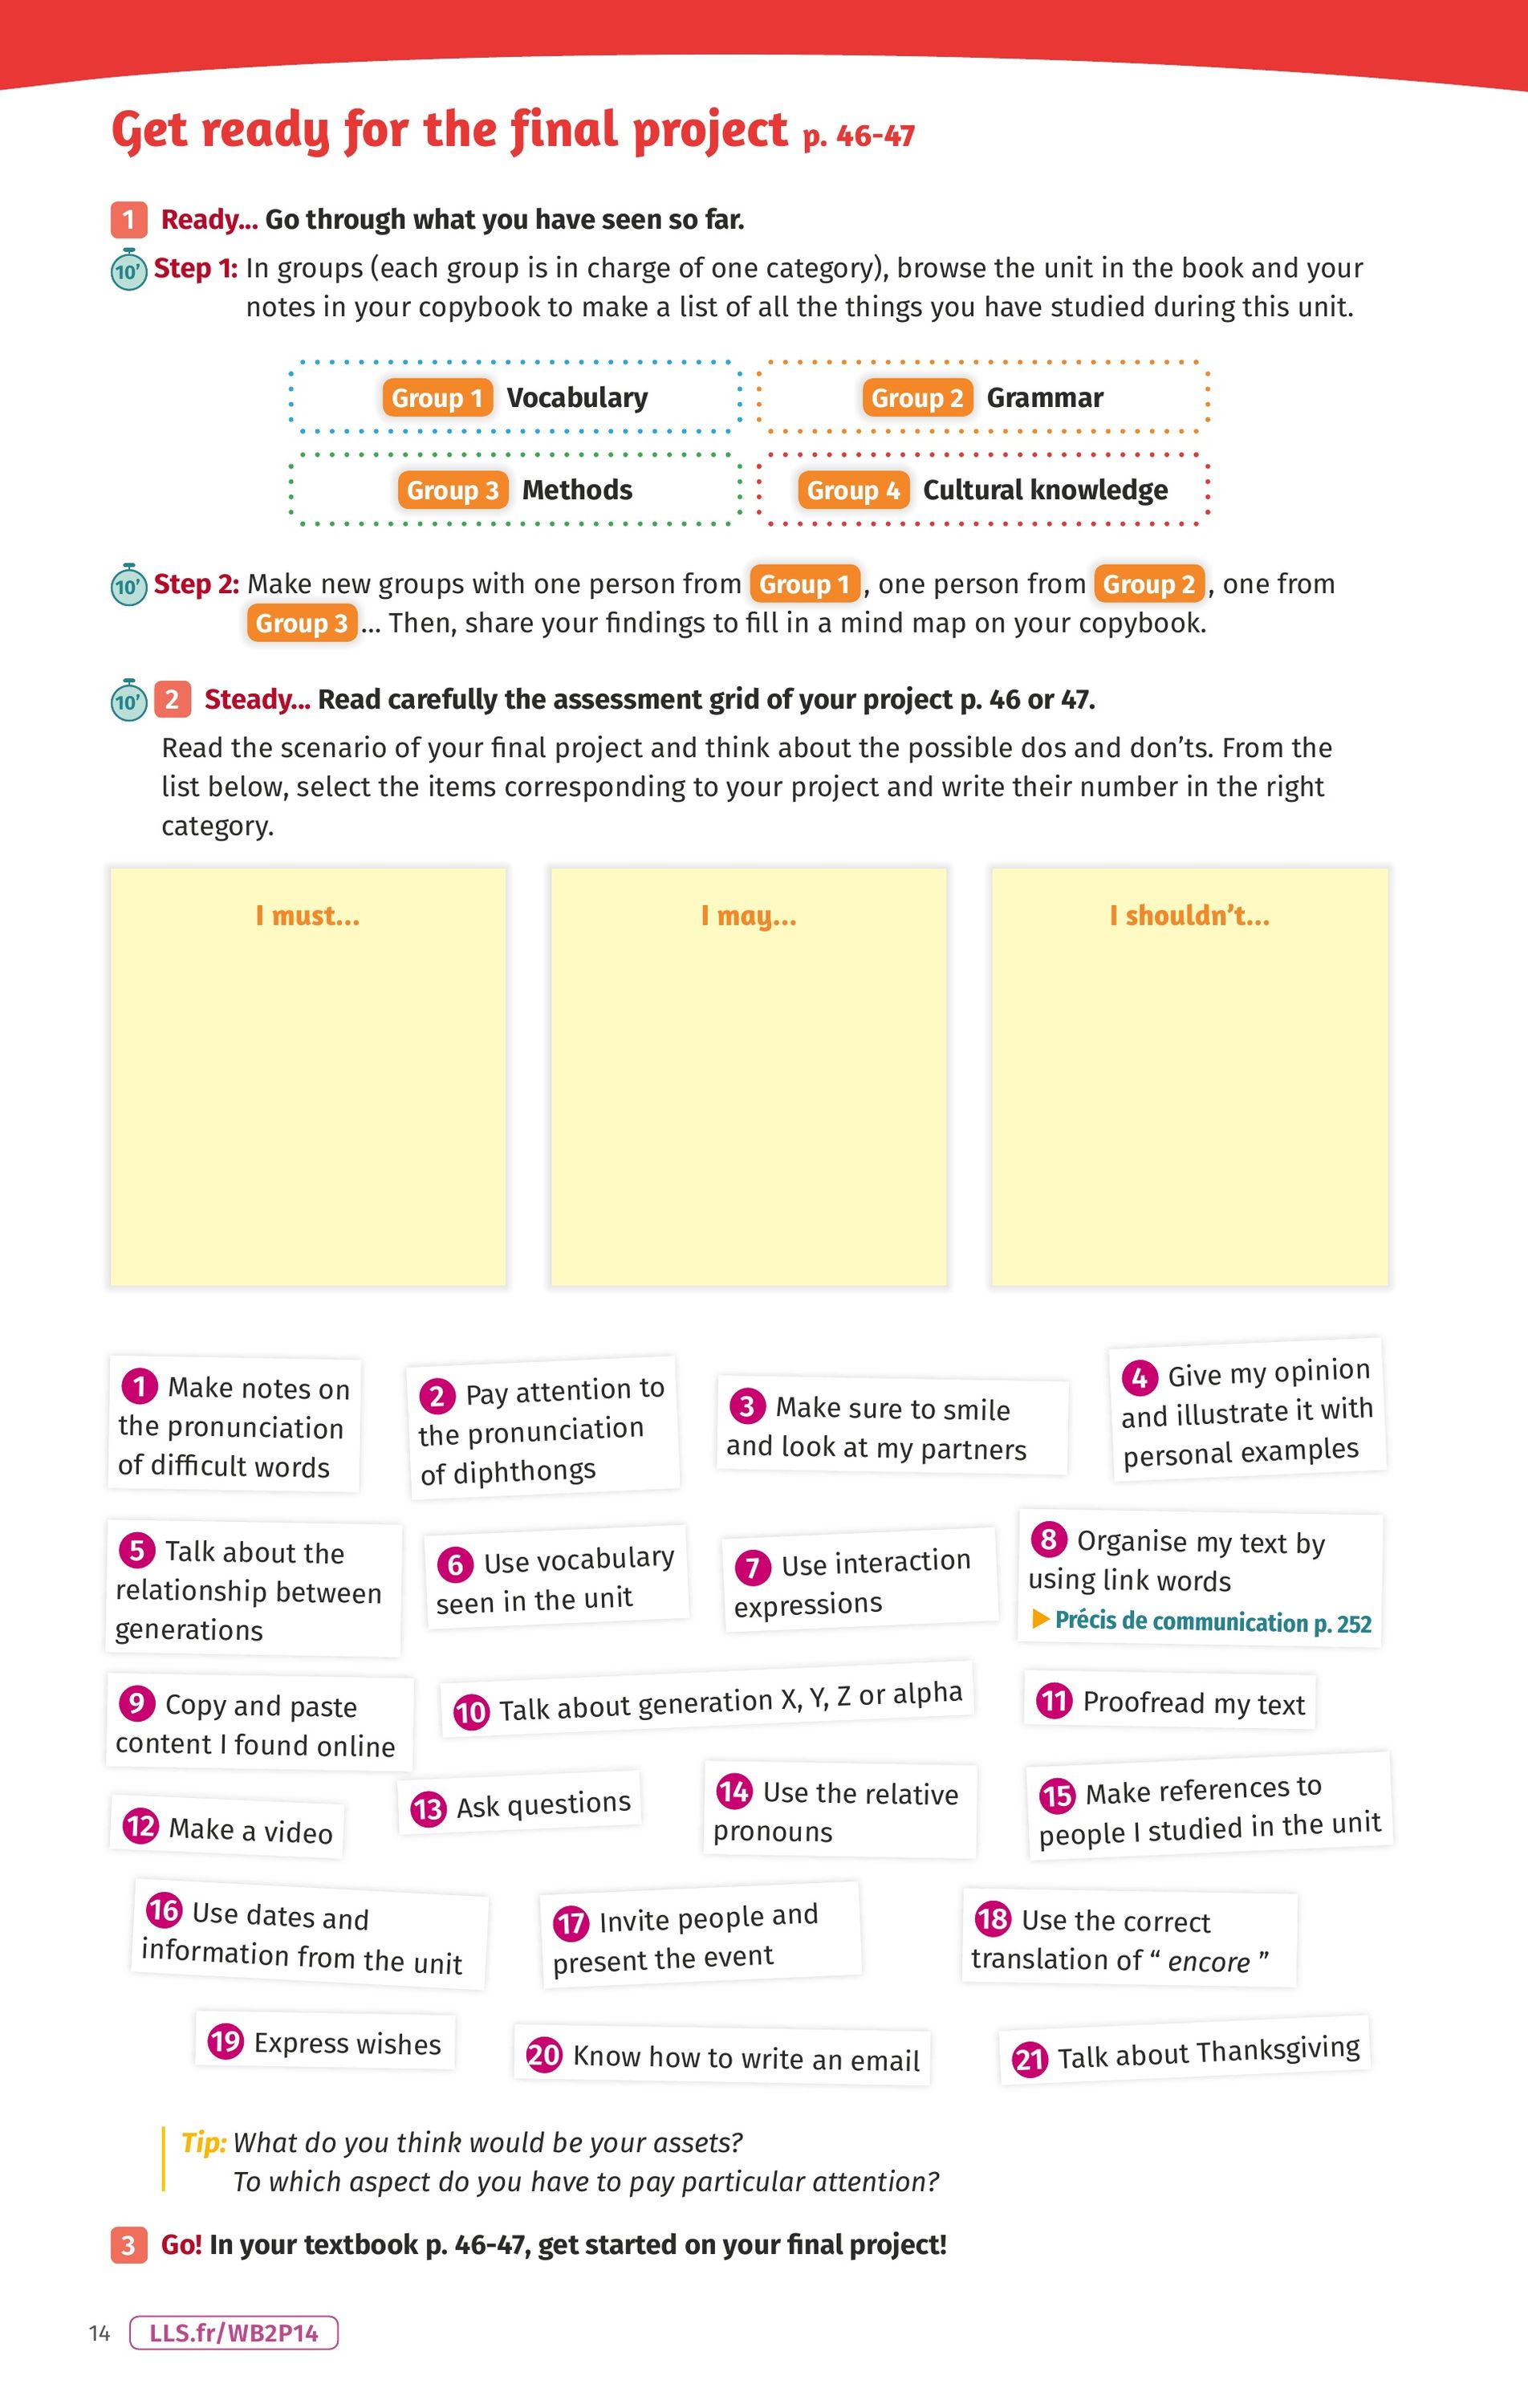 Get ready for the final project p. 46-47
1 Ready... Go through what you have seen so far.
10’ Step 1: In groups (each group is in charge of one category), browse the unit in the book and your
notes in your copybook to make a list of all the things you have studied during this unit.
Group 1 Vocabulary
Group 2 Grammar
Group 3 Methods
Group 4 Cultural knowledge
10’ Step 2: Make new groups with one person from Group 1, one person from Group 2, one from
Group 3... Then, share your findings to fill in a mind map on your copybook.
10’ 2 Steady... Read carefully the assessment grid of your project p. 46 or 47.
Read the scenario of your final project and think about the possible dos and don’ts. From the
list below, select the items corresponding to your project and write their number in the right
category.
I must...
I may...
I shouldn’t...
1 Make notes on
the pronunciation
of difficult words
2 Pay attention to
the pronunciation
of diphthongs
3 Make sure to smile
and look at my partners
4 Give my opinion
and illustrate it with
personal examples
5 Talk about the
relationship between
generations
6 Use vocabulary
seen in the unit
7 Use interaction
expressions
8 Organise my text by
using link words
▶ Précis de communication p. 252
9 Copy and paste
content I found online
10 Talk about generation X, Y, Z or alpha
11 Proofread my text
12 Make a video
13 Ask questions
14 Use the relative
pronouns
15 Make references to
people I studied in the unit
16 Use dates and
information from the unit
17 Invite people and
present the event
18 Use the correct
translation of “ encore ”
19 Express wishes
20 Know how to write an email
21 Talk about Thanksgiving
Tip: What do you think would be your assets?
To which aspect do you have to pay particular attention?
3 Go! In your textbook p. 46-47, get started on your final project!
14 LLS.fr/WB2P14